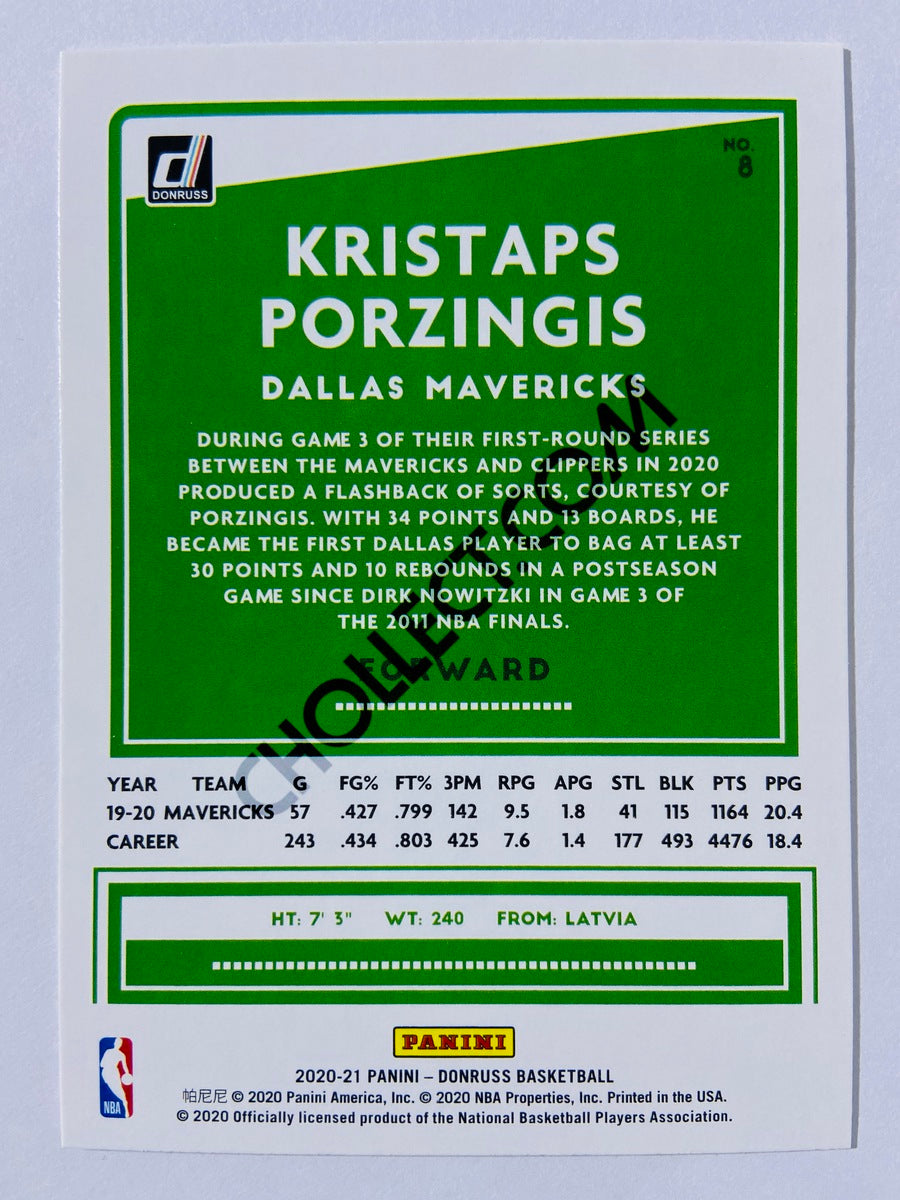 DONRUSS
NO.
8
KRISTAPS
PORZINGIS
DALLAS MAVERICKS
DURING GAME 3 OF THEIR FIRST-ROUND SERIES
BETWEEN THE MAVERICKS AND CLIPPERS IN 2020
PRODUCED A FLASHBACK OF SORTS, COURTESY OF
PORZINGIS. WITH 34 POINTS AND 13 BOARDS, HE
BECAME THE FIRST DALLAS PLAYER TO BAG AT LEAST
30 POINTS AND 10 REBOUNDS IN A POSTSEASON
GAME SINCE DIRK NOWITZKI IN GAME 3 OF
THE 2011 NBA FINALS.
FORWARD
CHOLLECT.COM
YEAR TEAM G FG% FT% 3PM RPG APG STL BLK PTS PPG
19-20 MAVERICKS 57 .427 .799 142 9.5 1.8 41 115 1164 20.4
CAREER 243 .434 .803 425 7.6 1.4 177 493 4476 18.4
HT: 7' 3" WT: 240 FROM: LATVIA
PANINI
NBA
2020-21 PANINI – DONRUSS BASKETBALL
帕尼尼 © 2020 Panini America, Inc. © 2020 NBA Properties, Inc. Printed in the USA.
© 2020 Officially licensed product of the National Basketball Players Association.